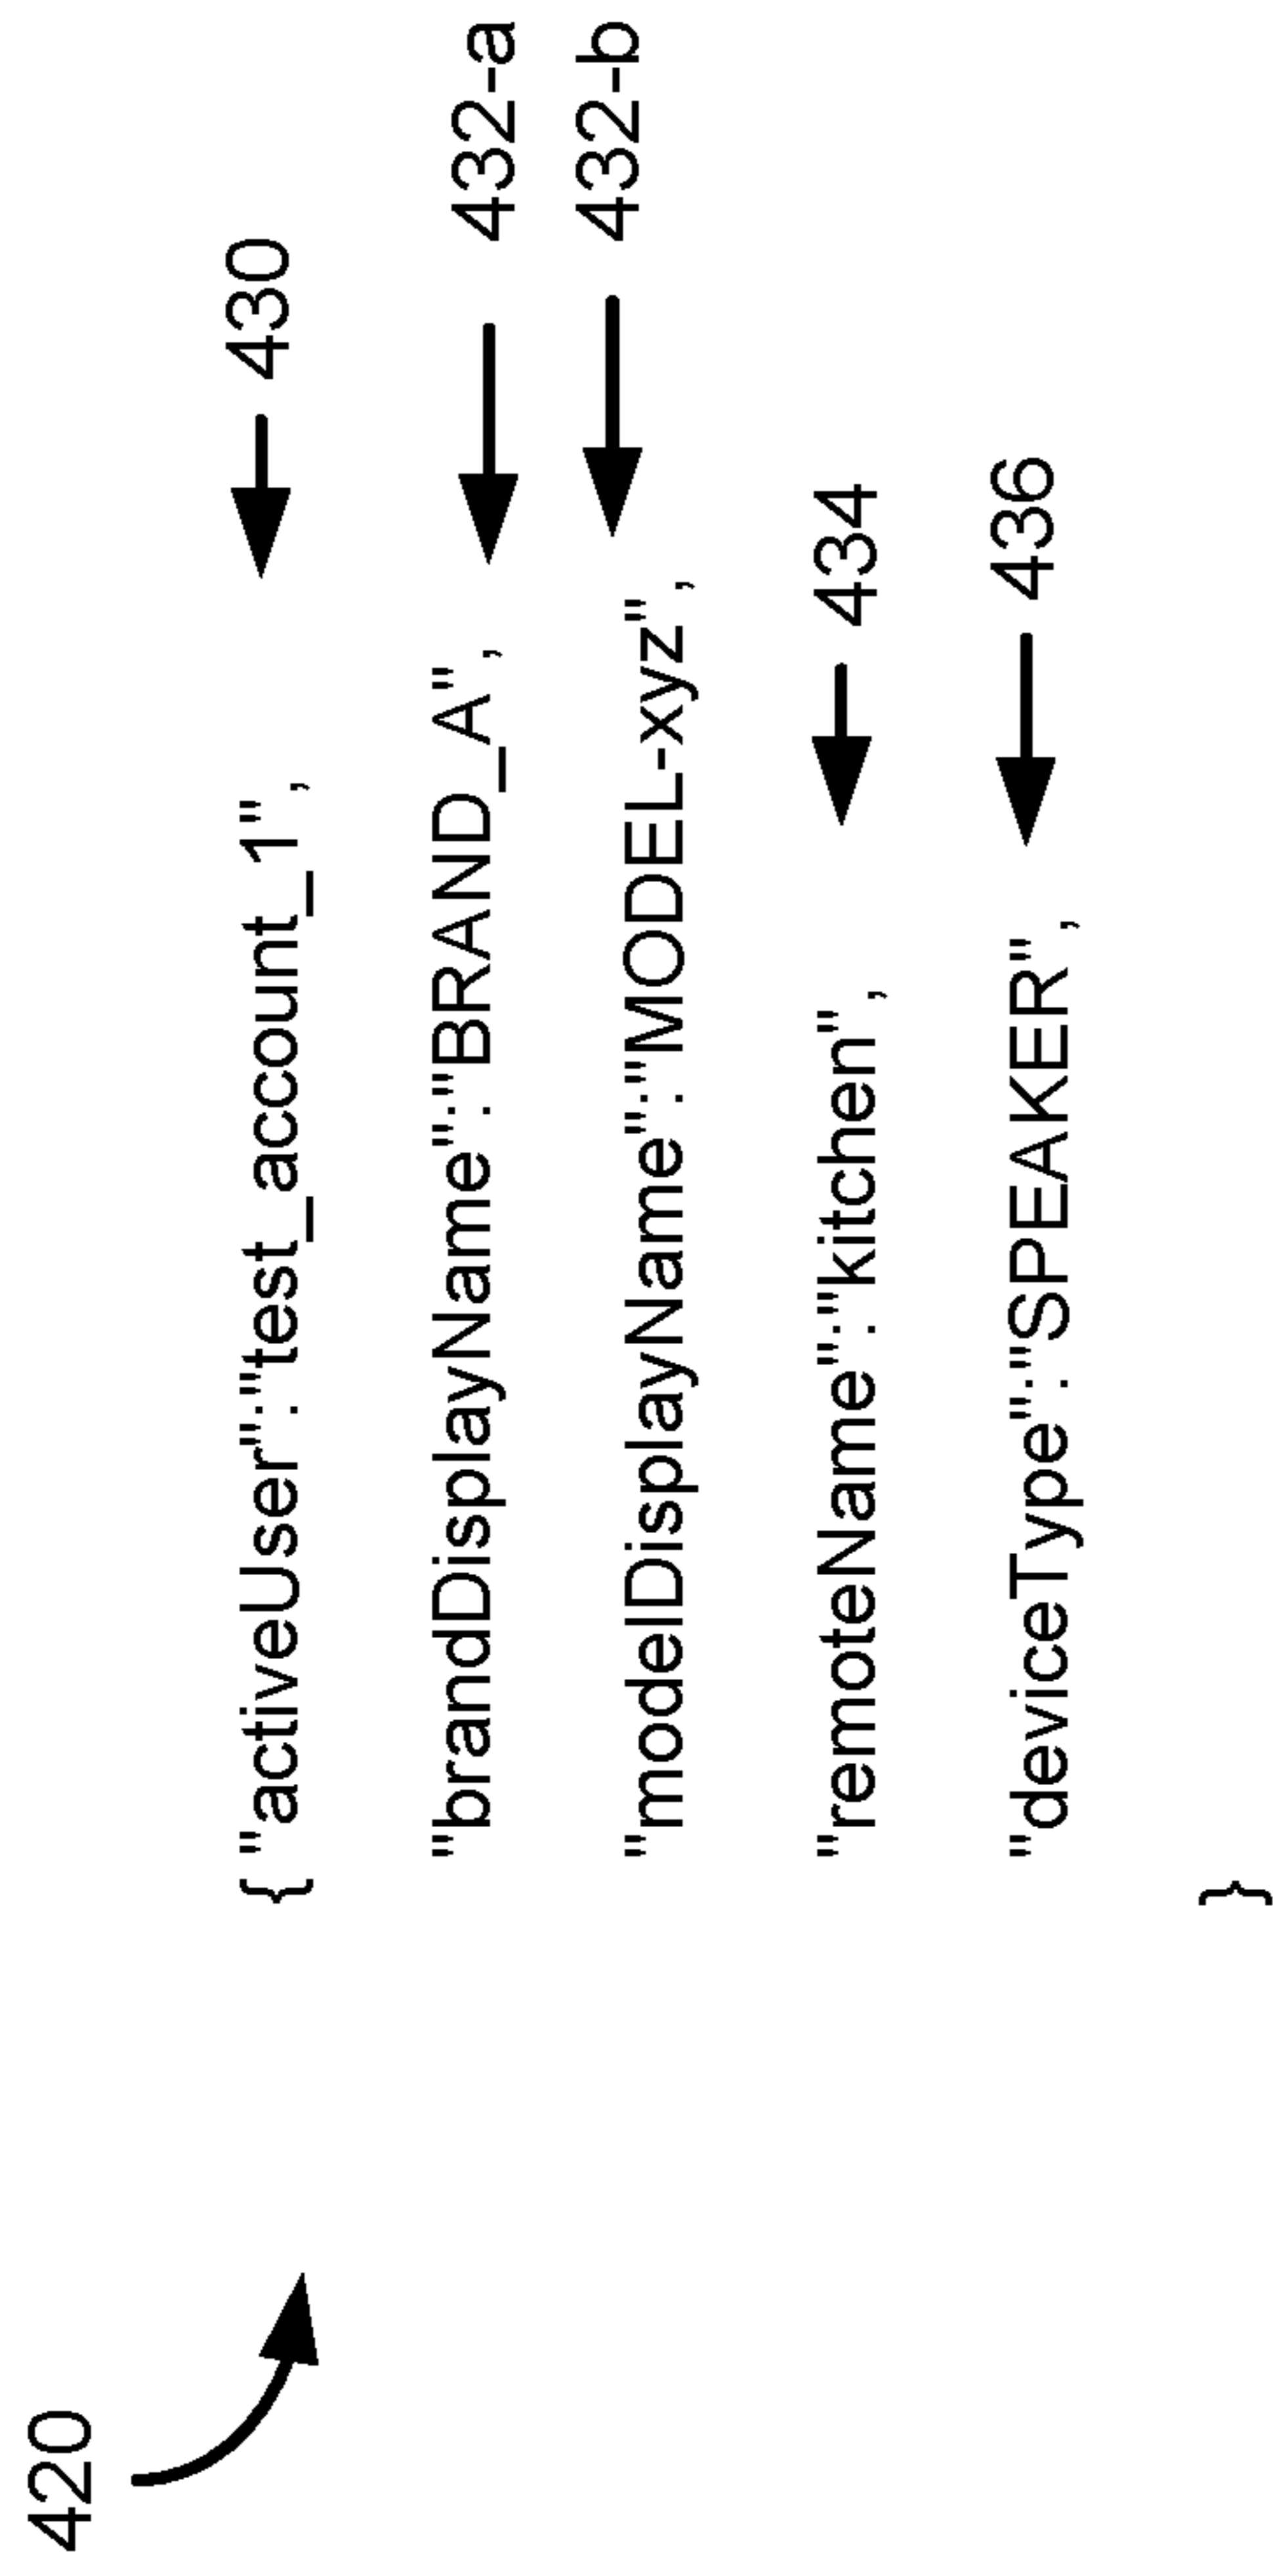 420
{ "activeUser":"test_account_1", 430
"brandDisplayName":"BRAND_A", 432-a
"modelDisplayName":"MODEL-xyz", 432-b
"remoteName":"kitchen", 434
"deviceType":"SPEAKER", 436
}